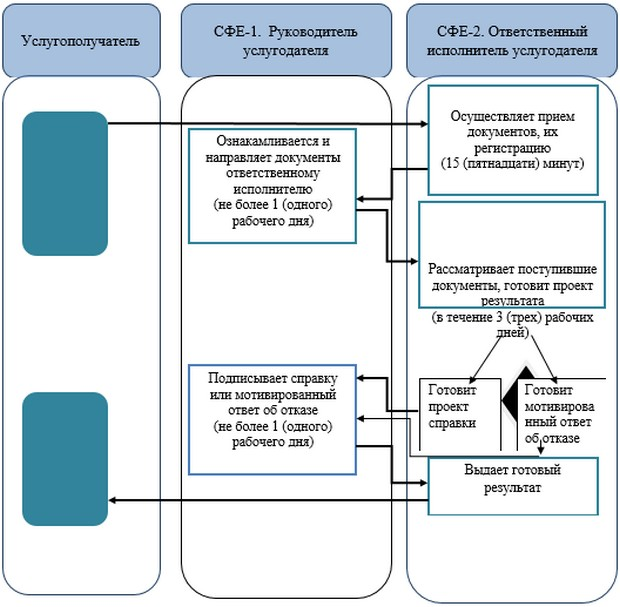 Услугополучатель
СФЕ-1. Руководитель
услугодателя
СФЕ-2. Ответственный
исполнитель услугодателя
Осуществляет прием
документов, их
регистрацию
(15 (пятнадцати) минут)
Ознакамливается и
направляет документы
ответственному
исполнителю
(не более 1 (одного)
рабочего дня)
Рассматривает поступившие
документы, готовит проект
результата
(в течение 3 (трех) рабочих
дней)
Подписывает справку
или мотивированный
ответ об отказе
(не более 1 (одного)
рабочего дня)
Готовит
проект
справки
Готовит
мотивирова
нный ответ
об отказе
Выдает готовый
результат